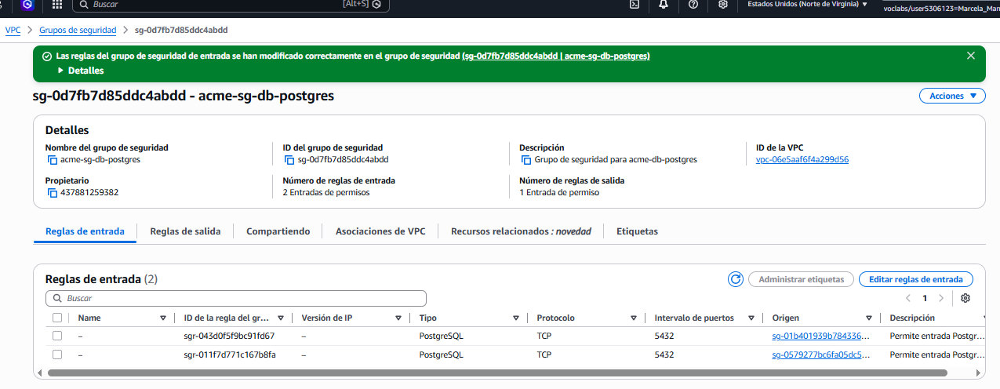 Buscar [Alt+S] Estados Unidos (Norte de Virginia) ▼
voclabs/user5306123=Marcela_Man
VPC > Grupos de seguridad > sg-0d7fb7d85ddc4abdd
Las reglas del grupo de seguridad de entrada se han modificado correctamente en el grupo de seguridad (sg-0d7fb7d85ddc4abdd | acme-sg-db-postgres)
Detalles
sg-0d7fb7d85ddc4abdd - acme-sg-db-postgres Acciones
Detalles
Nombre del grupo de seguridad ID del grupo de seguridad Descripción ID de la VPC
acme-sg-db-postgres sg-0d7fb7d85ddc4abdd Grupo de seguridad para acme-db-postgres vpc-06e5aaf6f4a299d56
Propietario Número de reglas de entrada Número de reglas de salida
437881259382 2 Entradas de permisos 1 Entrada de permiso
Reglas de entrada Reglas de salida Compartiendo Asociaciones de VPC Recursos relacionados : novedad Etiquetas
Reglas de entrada (2) Administrar etiquetas Editar reglas de entrada
Buscar 1
Name ID de la regla del gr... Versión de IP Tipo Protocolo Intervalo de puertos Origen Descripción
– sgr-043d0f5f9bc91fd67 – PostgreSQL TCP 5432 sg-01b401939b784336... Permite entrada Postgr...
– sgr-011f7d771c167b8fa – PostgreSQL TCP 5432 sg-0579277bc6fa05dc5... Permite entrada Postgr...